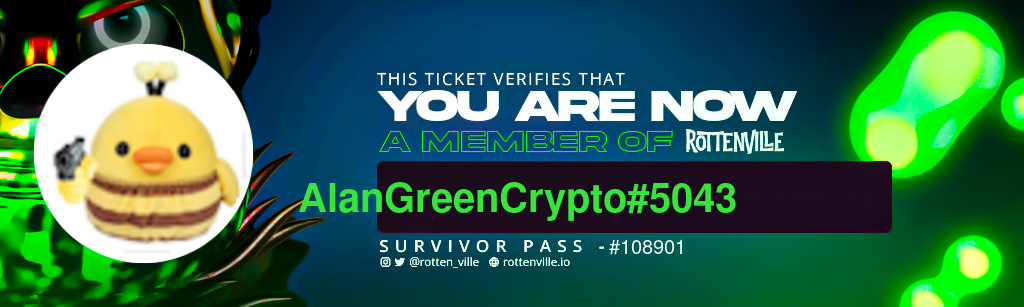 THIS TICKET VERIFIES THAT
YOU ARE NOW
A MEMBER OF ROTTENVILLE
AlanGreenCrypto#5043
SURVIVOR PASS - #108901
@rotten_ville rottenville.io